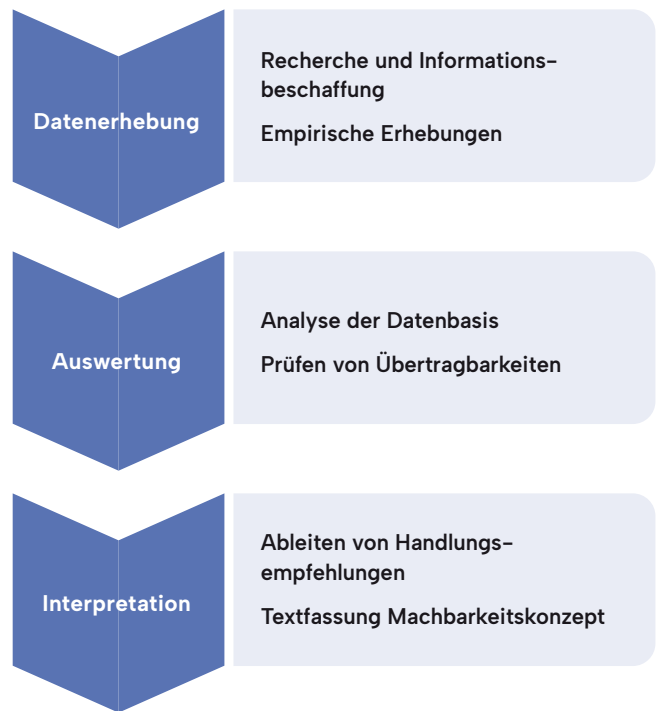 Datenerhebung
Recherche und Informations-
beschaffung
Empirische Erhebungen
Auswertung
Analyse der Datenbasis
Prüfen von Übertragbarkeiten
Interpretation
Ableiten von Handlungs-
empfehlungen
Textfassung Machbarkeitskonzept